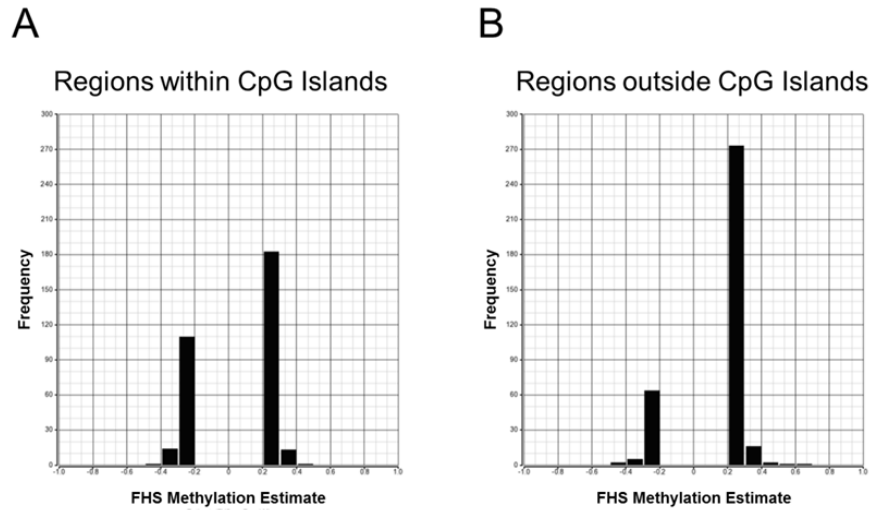 A
B
Regions within CpG Islands
Regions outside CpG Islands
300
270
240
210
180
150
120
90
60
30
0
Frequency
-1.0 -0.8 -0.6 -0.4 -0.2 0 0.2 0.4 0.6 0.8 1.0
FHS Methylation Estimate
300
270
240
210
180
150
120
90
60
30
0
Frequency
-1.0 -0.8 -0.6 -0.4 -0.2 0 0.2 0.4 0.6 0.8 1.0
FHS Methylation Estimate